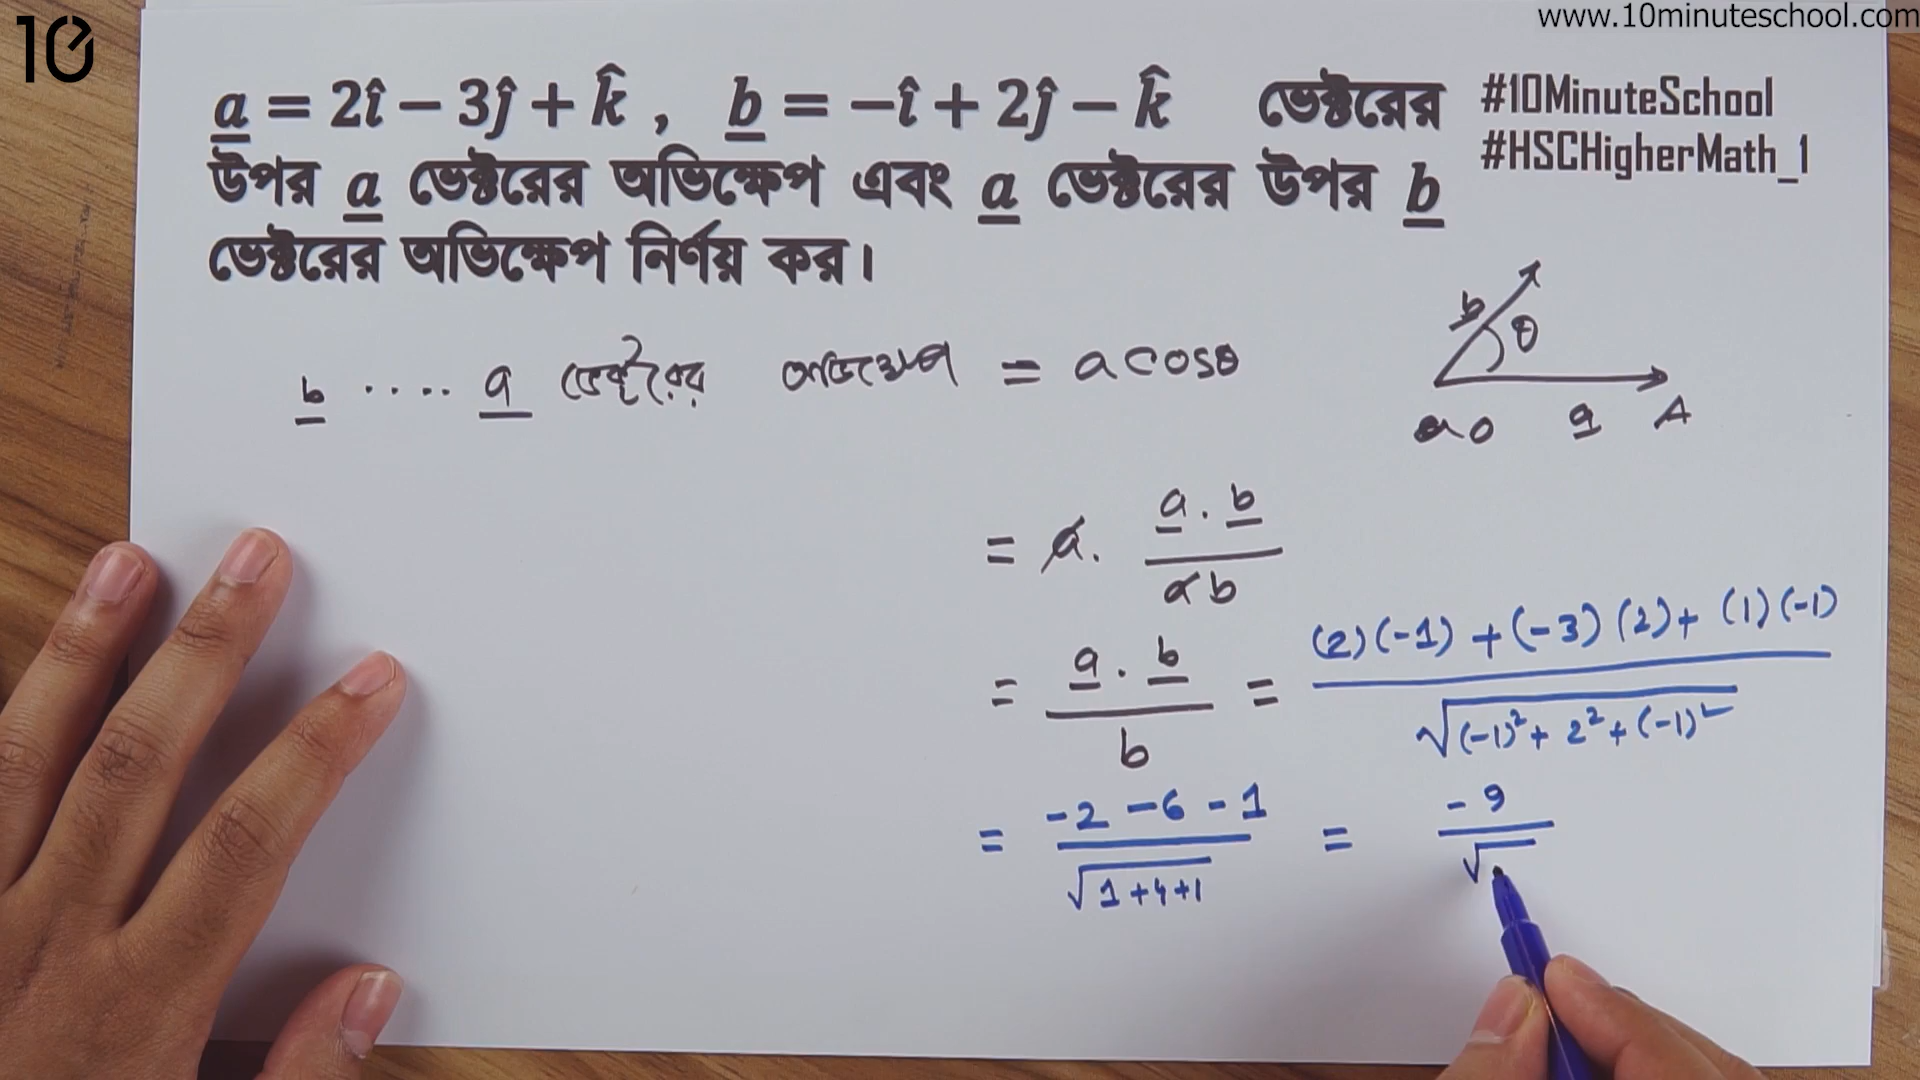 10
www.10minuteschool.com
a = 2î − 3ĵ + k̂ , b = −î + 2ĵ − k̂ ভেক্টরের
উপর a ভেক্টরের অভিক্ষেপ এবং a ভেক্টরের উপর b
ভেক্টরের অভিক্ষেপ নির্ণয় কর।
#10MinuteSchool
#HSCHigherMath_1
b θ
O a A
b .... a ভেক্টরের অভিক্ষেপ = a cosθ
= a. a . b / ab
= a . b / b = (2)(-1) + (-3)(2) + (1)(-1) / √(-1)² + 2² + (-1)²
= -2 -6 -1 / √1+4+1 = -9 / √